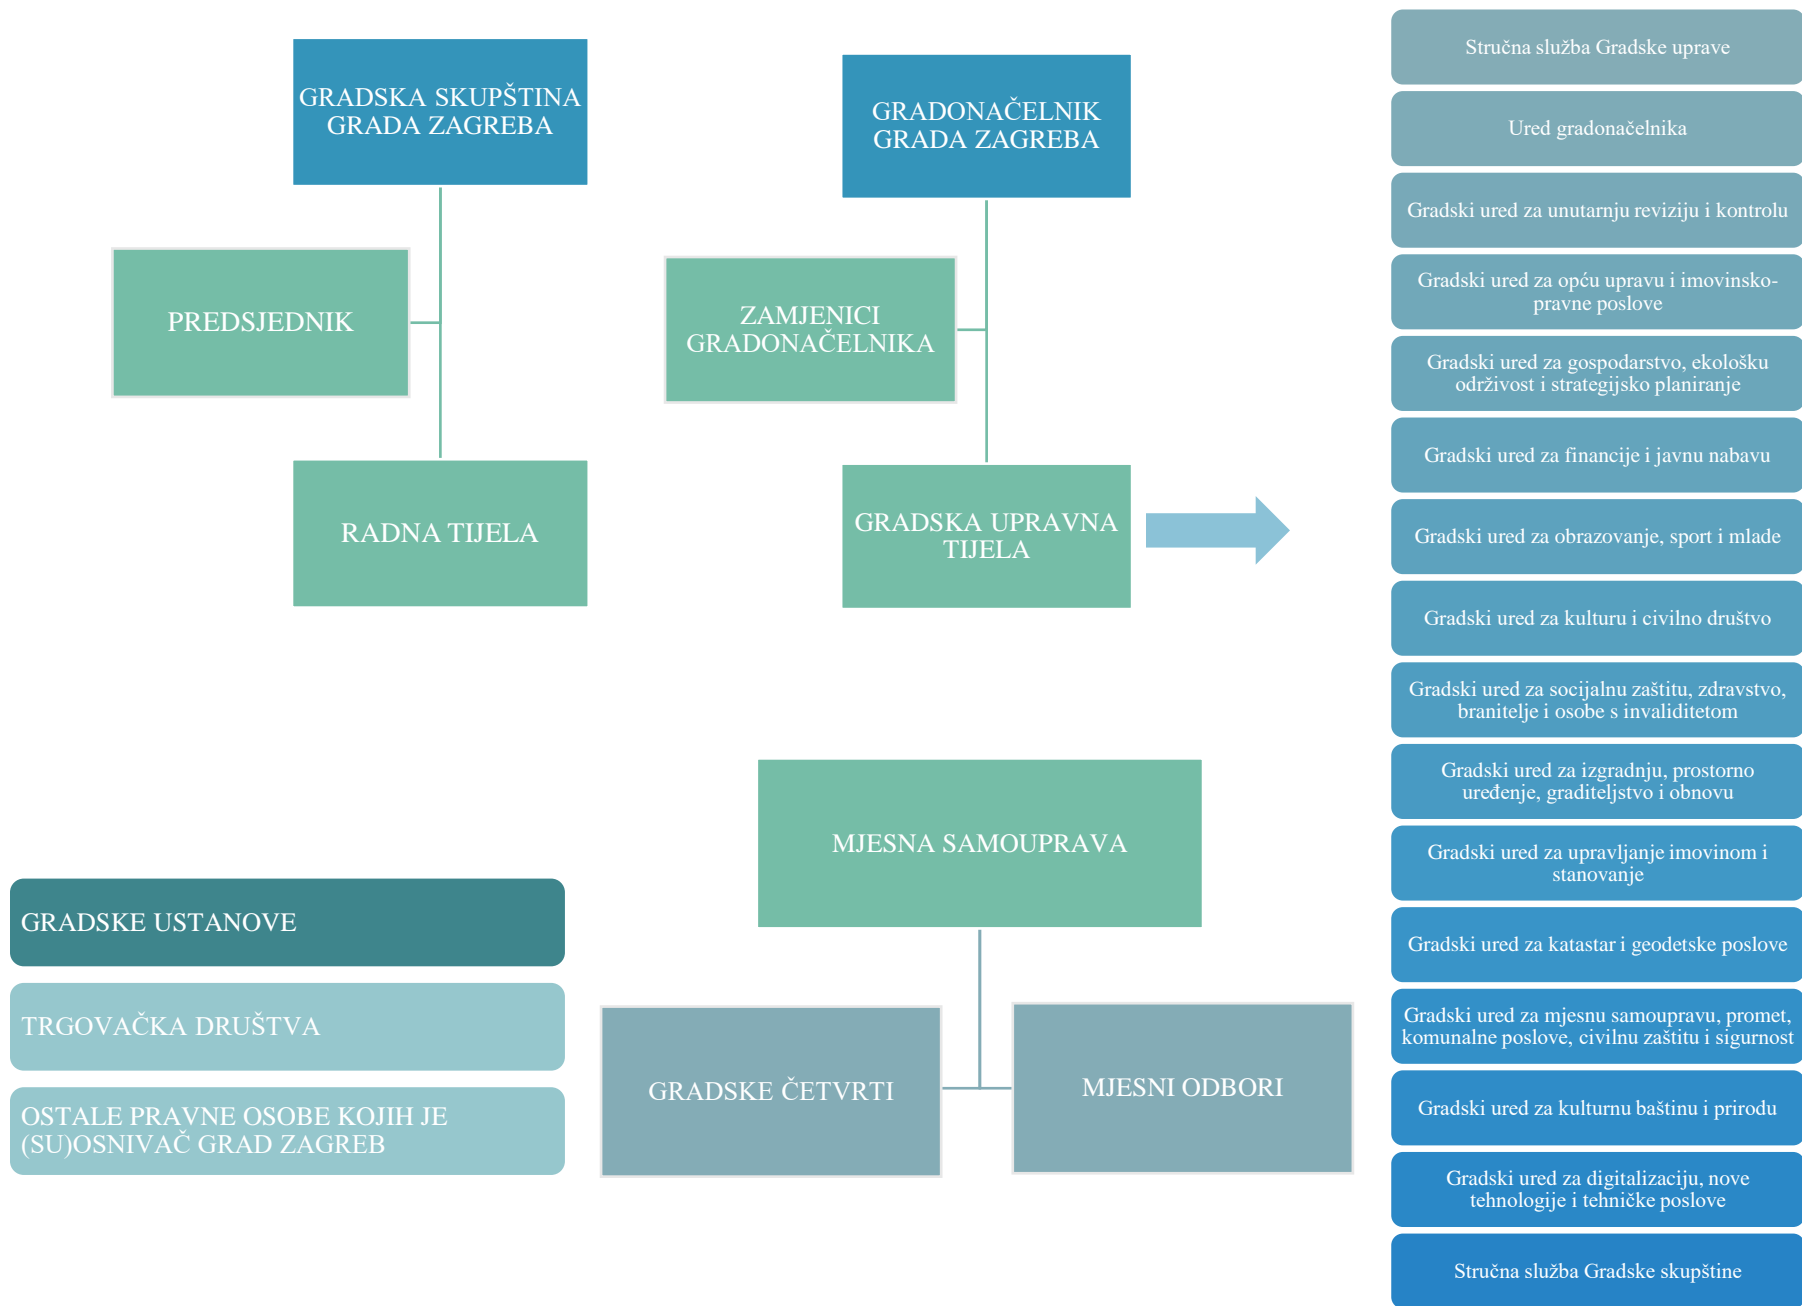 GRADSKA SKUPŠTINA
GRADA ZAGREBA
PREDSJEDNIK
RADNA TIJELA
GRADONAČELNIK
GRADA ZAGREBA
ZAMJENICI
GRADONAČELNIKA
GRADSKA UPRAVNA
TIJELA
Stručna služba Gradske uprave
Ured gradonačelnika
Gradski ured za unutarnju reviziju i kontrolu
Gradski ured za opću upravu i imovinsko-
pravne poslove
Gradski ured za gospodarstvo, ekološku
održivost i strategijsko planiranje
Gradski ured za financije i javnu nabavu
Gradski ured za obrazovanje, sport i mlade
Gradski ured za kulturu i civilno društvo
Gradski ured za socijalnu zaštitu, zdravstvo,
branitelje i osobe s invaliditetom
Gradski ured za izgradnju, prostorno
uređenje, graditeljstvo i obnovu
Gradski ured za upravljanje imovinom i
stanovanje
Gradski ured za katastar i geodetske poslove
Gradski ured za mjesnu samoupravu, promet,
komunalne poslove, civilnu zaštitu i sigurnost
Gradski ured za kulturnu baštinu i prirodu
Gradski ured za digitalizaciju, nove
tehnologije i tehničke poslove
Stručna služba Gradske skupštine
MJESNA SAMOUPRAVA
GRADSKE ČETVRTI
MJESNI ODBORI
GRADSKE USTANOVE
TRGOVAČKA DRUŠTVA
OSTALE PRAVNE OSOBE KOJIH JE
(SU)OSNIVAČ GRAD ZAGREB